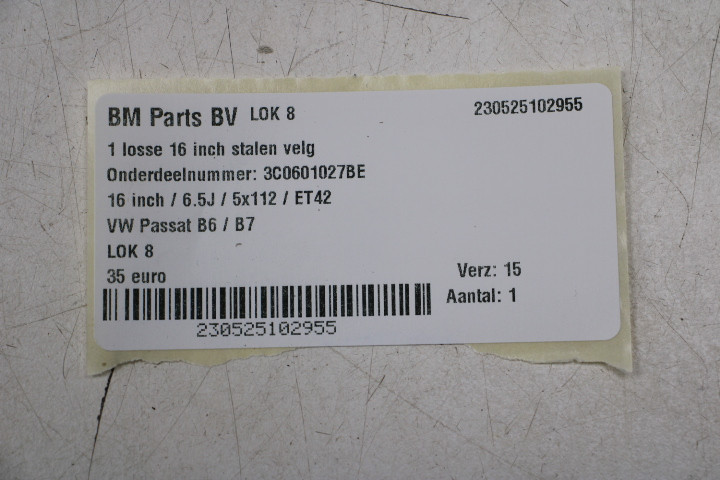 BM Parts BV LOK 8 230525102955
1 losse 16 inch stalen velg
Onderdeelnummer: 3C0601027BE
16 inch / 6.5J / 5x112 / ET42
VW Passat B6 / B7
LOK 8
35 euro Verz: 15
Aantal: 1
230525102955